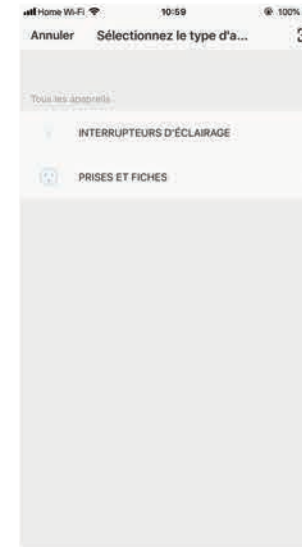 Home Wi-Fi 10:59 100%
Annuler Sélectionnez le type d'a...
Tous les appareils
INTERRUPTEURS D'ÉCLAIRAGE
PRISES ET FICHES